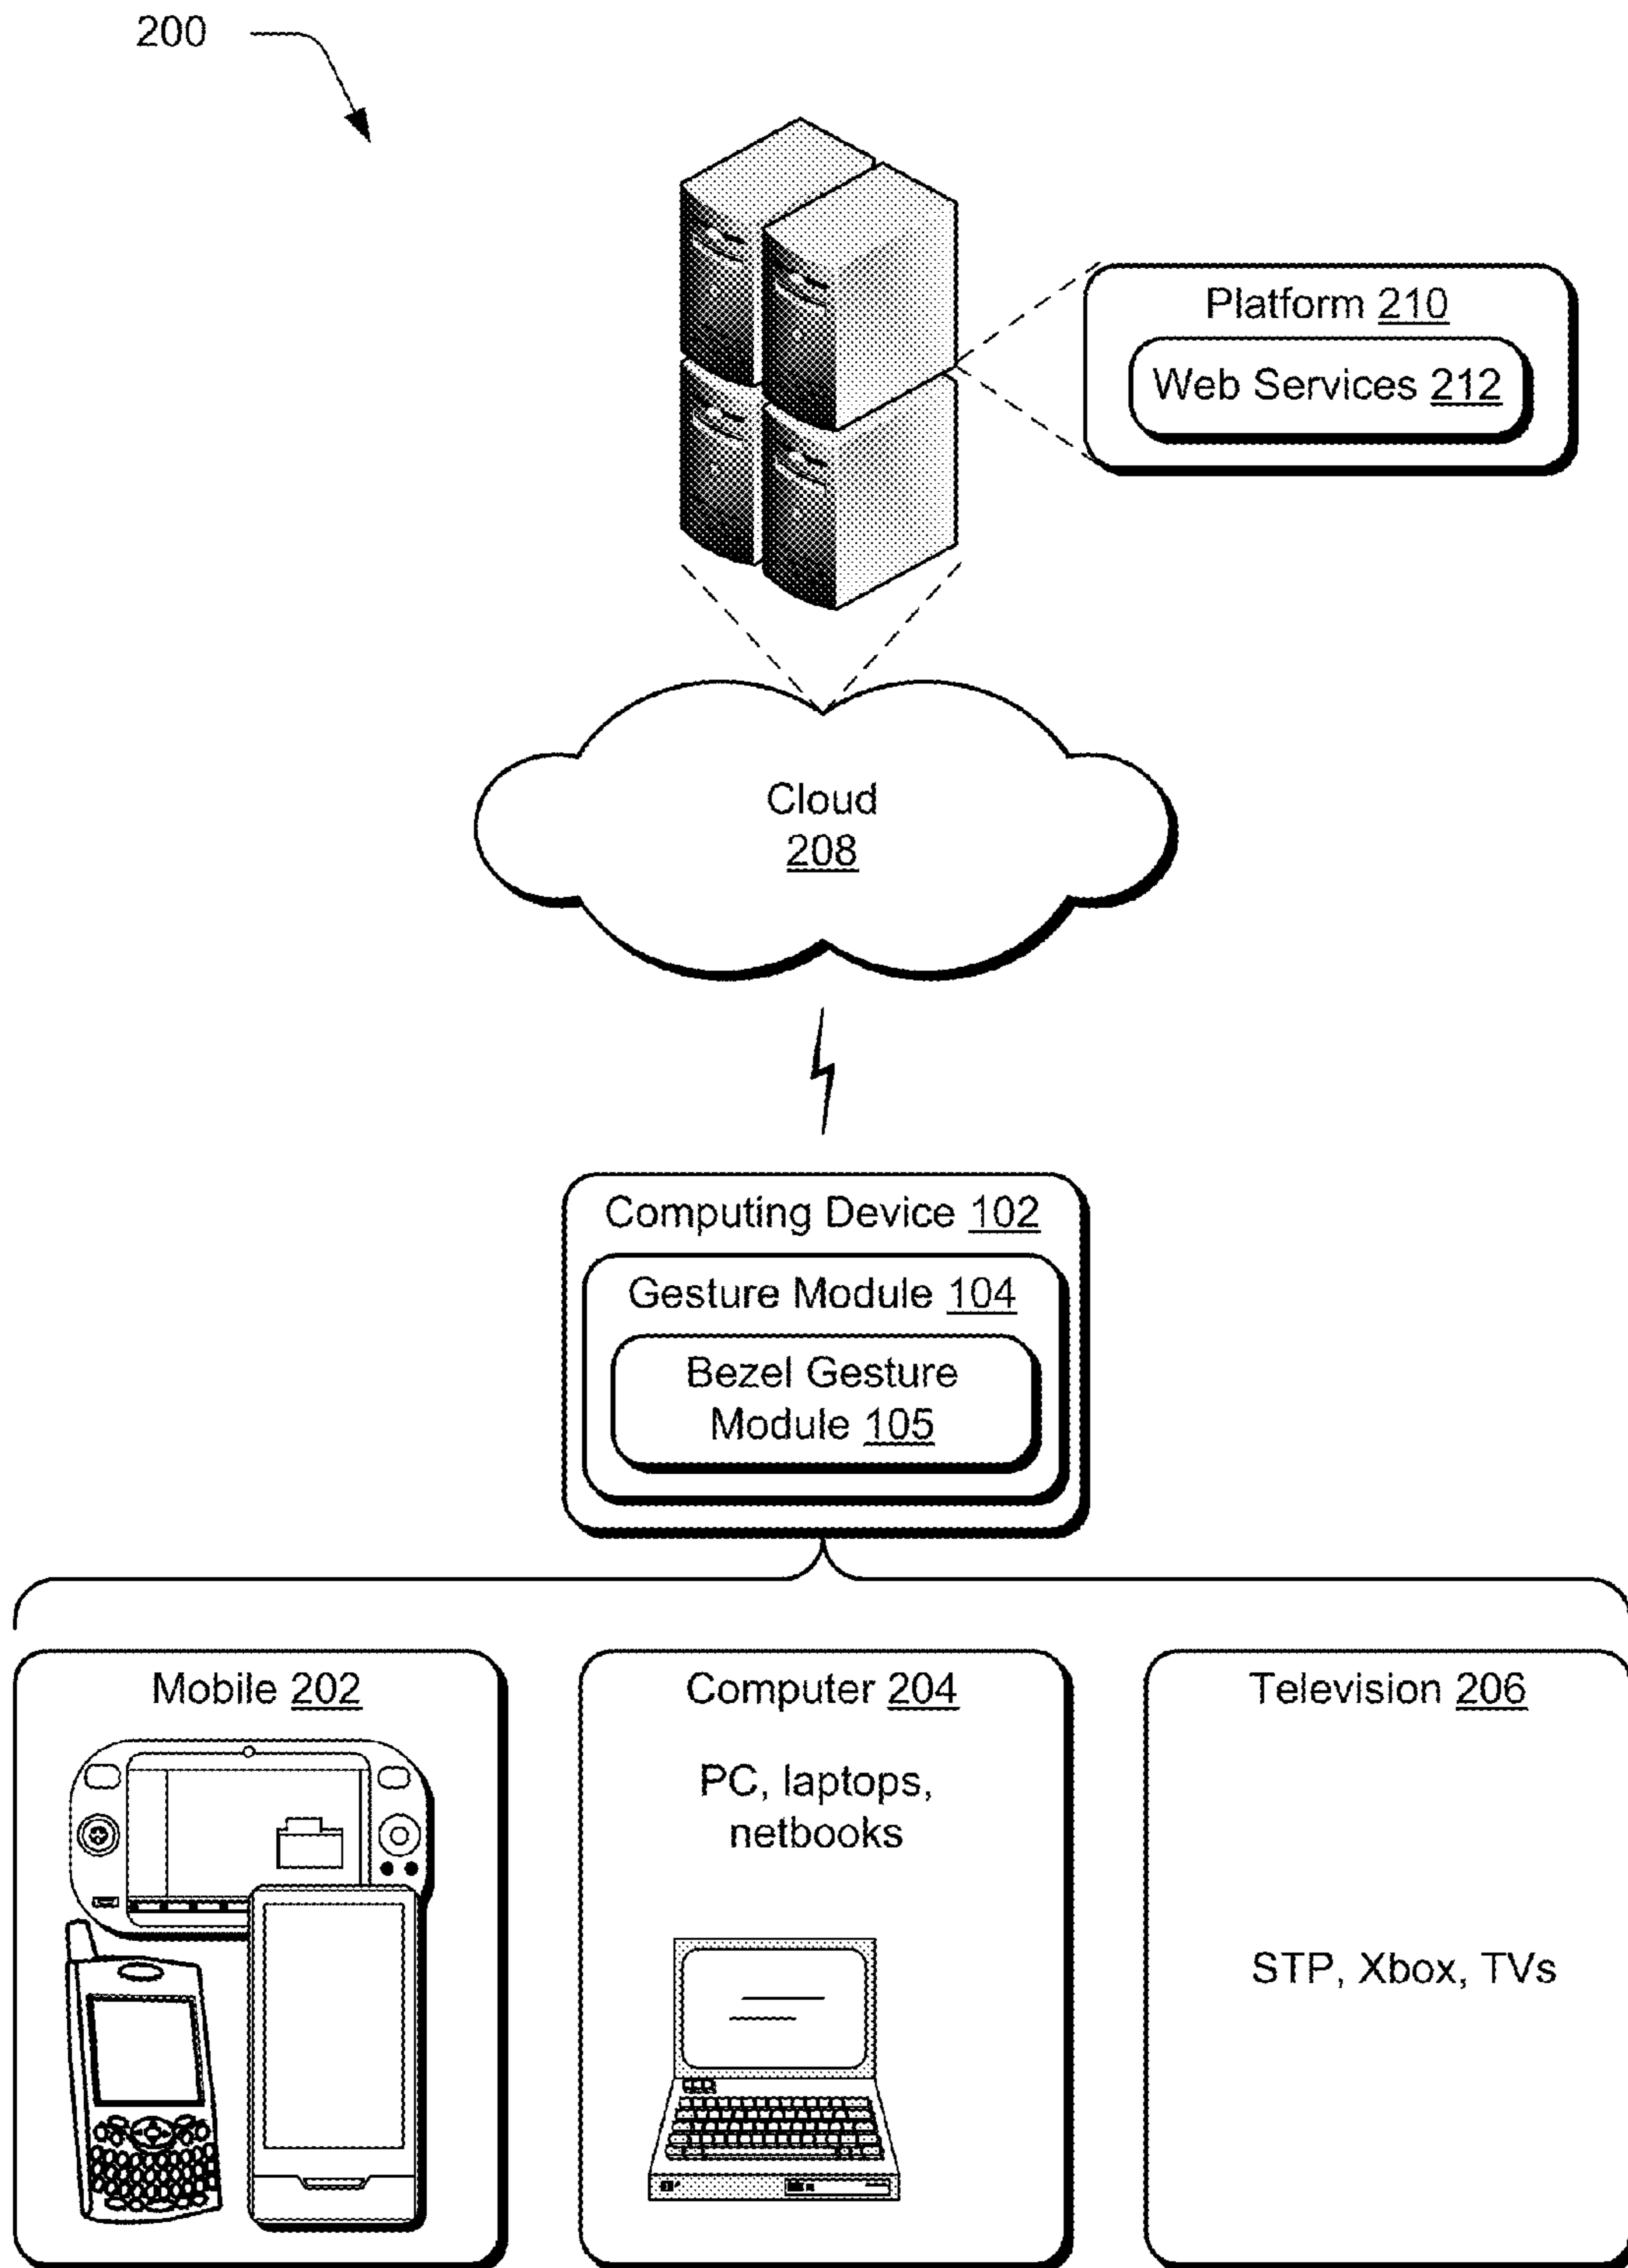 200
Platform 210
Web Services 212
Cloud
208
Computing Device 102
Gesture Module 104
Bezel Gesture
Module 105
Mobile 202
Computer 204
Television 206
PC, laptops,
netbooks
STP, Xbox, TVs